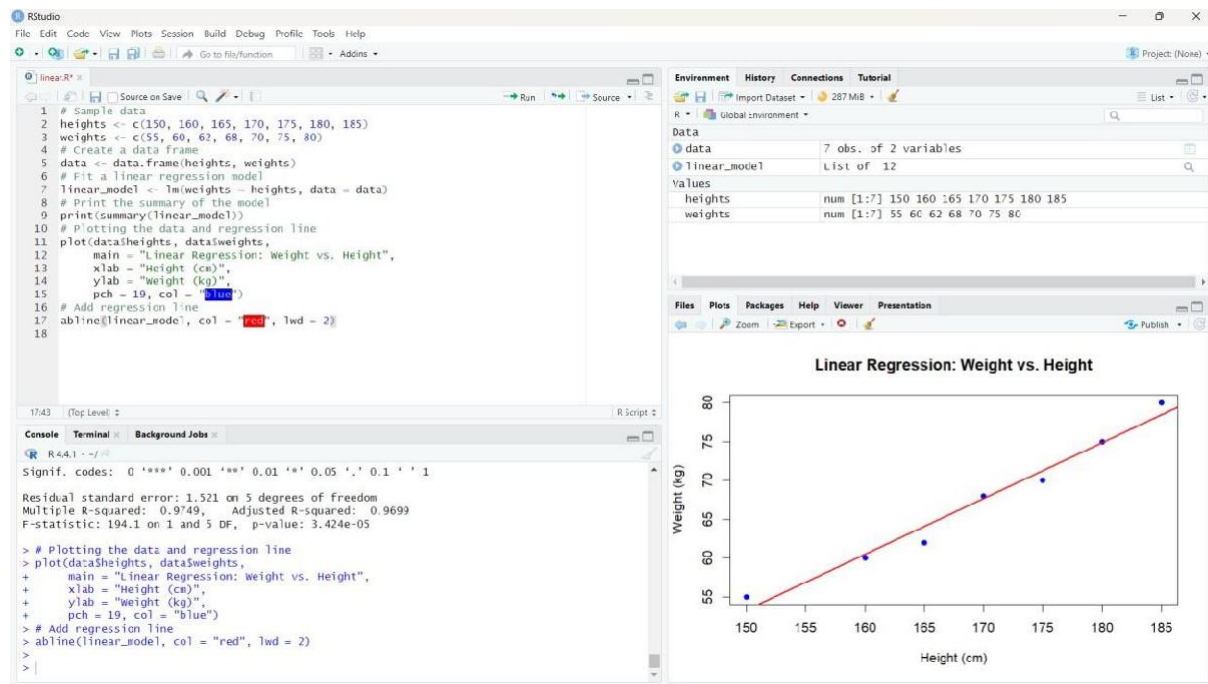 RStudio
File Edit Code View Plots Session Build Debug Profile Tools Help
Go to file/function Addins
Project: (None)
linear.R*
Source on Save Run Source
1 # Sample data
2 heights <- c(150, 160, 165, 170, 175, 180, 185)
3 weights <- c(55, 60, 62, 68, 70, 75, 80)
4 # Create a data frame
5 data <- data.frame(heights, weights)
6 # Fit a linear regression model
7 linear_model <- lm(weights ~ heights, data = data)
8 # Print the summary of the model
9 print(summary(linear_model))
10 # Plotting the data and regression line
11 plot(data$heights, data$weights,
12 main = "Linear Regression: Weight vs. Height",
13 xlab = "Height (cm)",
14 ylab = "Weight (kg)",
15 pch = 19, col = "blue")
16 # Add regression line
17 abline(linear_model, col = "red", lwd = 2)
18
17:43 (Top Level) R Script
Console Terminal Background Jobs
R 4.4.1 · ~/
Signif. codes: 0 '***' 0.001 '**' 0.01 '*' 0.05 '.' 0.1 ' ' 1
Residual standard error: 1.521 on 5 degrees of freedom
Multiple R-squared: 0.9749, Adjusted R-squared: 0.9699
F-statistic: 194.1 on 1 and 5 DF, p-value: 3.424e-05
> # Plotting the data and regression line
> plot(data$heights, data$weights,
+ main = "Linear Regression: Weight vs. Height",
+ xlab = "Height (cm)",
+ ylab = "Weight (kg)",
+ pch = 19, col = "blue")
> # Add regression line
> abline(linear_model, col = "red", lwd = 2)
>
>
Environment History Connections Tutorial
Import Dataset 287 MiB List
R Global Environment
Data
data 7 obs. of 2 variables
linear_model List of 12
Values
heights num [1:7] 150 160 165 170 175 180 185
weights num [1:7] 55 60 62 68 70 75 80
Files Plots Packages Help Viewer Presentation
Zoom Export Publish
Linear Regression: Weight vs. Height
Weight (kg)
80
75
70
65
60
55
150 155 160 165 170 175 180 185
Height (cm)